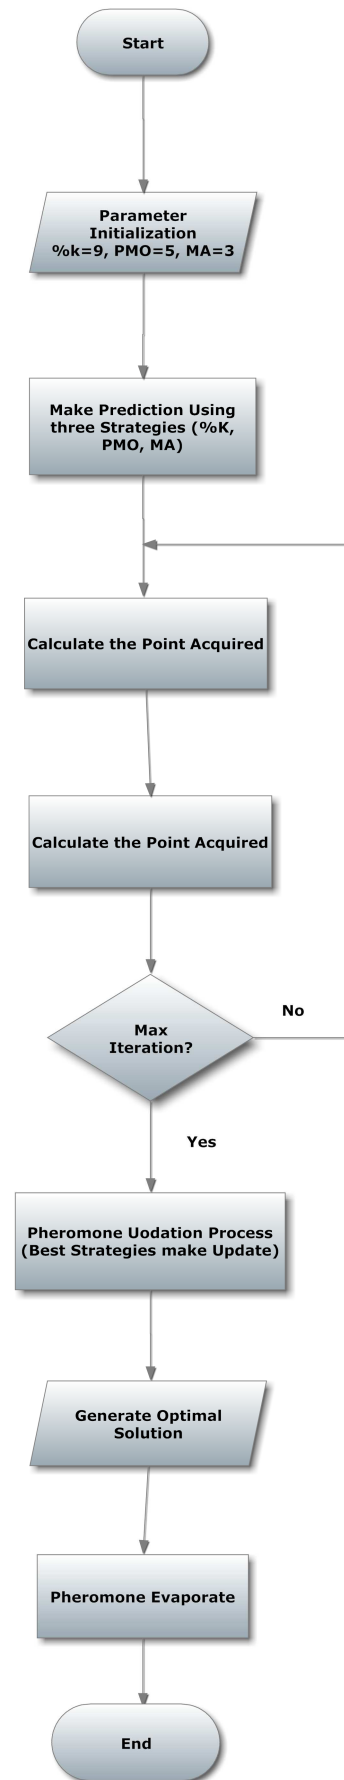 Start
Parameter
Initialization
%k=9, PMO=5, MA=3
Make Prediction Using
three Strategies (%K,
PMO, MA)
Calculate the Point Acquired
Calculate the Point Acquired
Max
Iteration?
No
Yes
Pheromone Uodation Process
(Best Strategies make Update)
Generate Optimal
Solution
Pheromone Evaporate
End